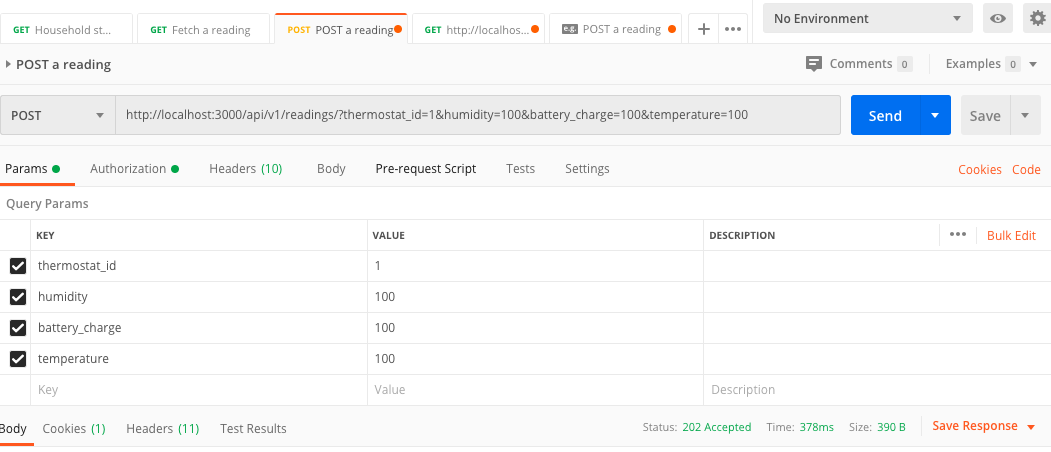 GET Household st... GET Fetch a reading POST POST a reading GET http://localhos... e.g. POST a reading + ••• No Environment
POST a reading Comments 0 Examples 0
POST http://localhost:3000/api/v1/readings/?thermostat_id=1&humidity=100&battery_charge=100&temperature=100 Send Save
Params Authorization Headers (10) Body Pre-request Script Tests Settings Cookies Code
Query Params
KEY VALUE DESCRIPTION ••• Bulk Edit
thermostat_id 1
humidity 100
battery_charge 100
temperature 100
Key Value Description
Body Cookies (1) Headers (11) Test Results Status: 202 Accepted Time: 378ms Size: 390 B Save Response